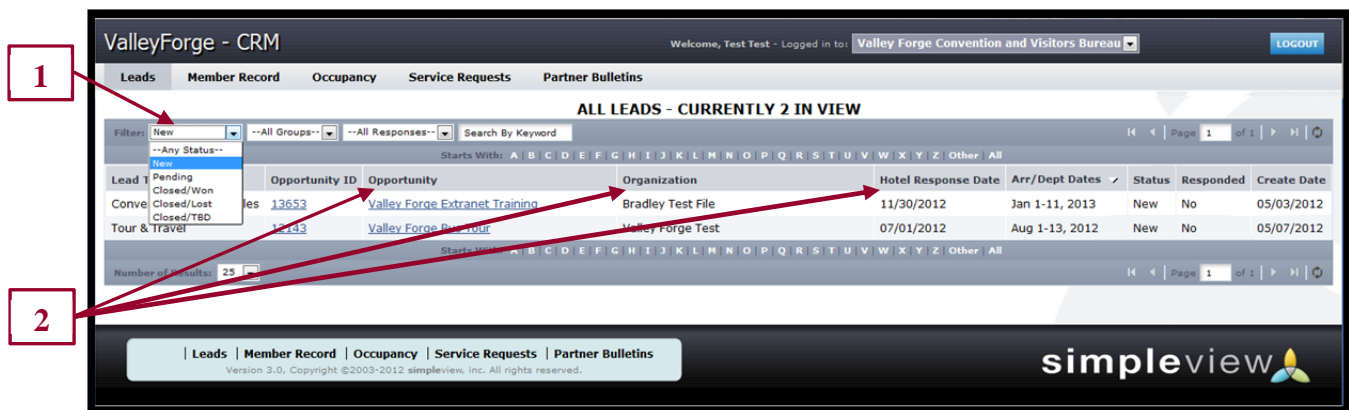 ValleyForge - CRM
Welcome, Test Test - Logged in to: Valley Forge Convention and Visitors Bureau
LOGOUT
1
Leads Member Record Occupancy Service Requests Partner Bulletins
ALL LEADS - CURRENTLY 2 IN VIEW
Filter: New --All Groups-- --All Responses-- Search By Keyword Page 1 of 1
--Any Status--
New
Pending
Closed/Won
Closed/Lost
Closed/TBD
Starts With: A | B | C | D | E | F | G | H | I | J | K | L | M | N | O | P | Q | R | S | T | U | V | W | X | Y | Z | Other | All
Lead T Opportunity ID Opportunity Organization Hotel Response Date Arr/Dept Dates Status Responded Create Date
Conve les 13653 Valley Forge Extranet Training Bradley Test File 11/30/2012 Jan 1-11, 2013 New No 05/03/2012
Tour & Travel 12143 Valley Forge Bus Tour Valley Forge Test 07/01/2012 Aug 1-13, 2012 New No 05/07/2012
Starts With: A | B | C | D | E | F | G | H | I | J | K | L | M | N | O | P | Q | R | S | T | U | V | W | X | Y | Z | Other | All
Number of Results: 25 Page 1 of 1
2
| Leads | Member Record | Occupancy | Service Requests | Partner Bulletins
Version 3.0, Copyright ©2003-2012 simpleview, inc. All rights reserved.
simpleview